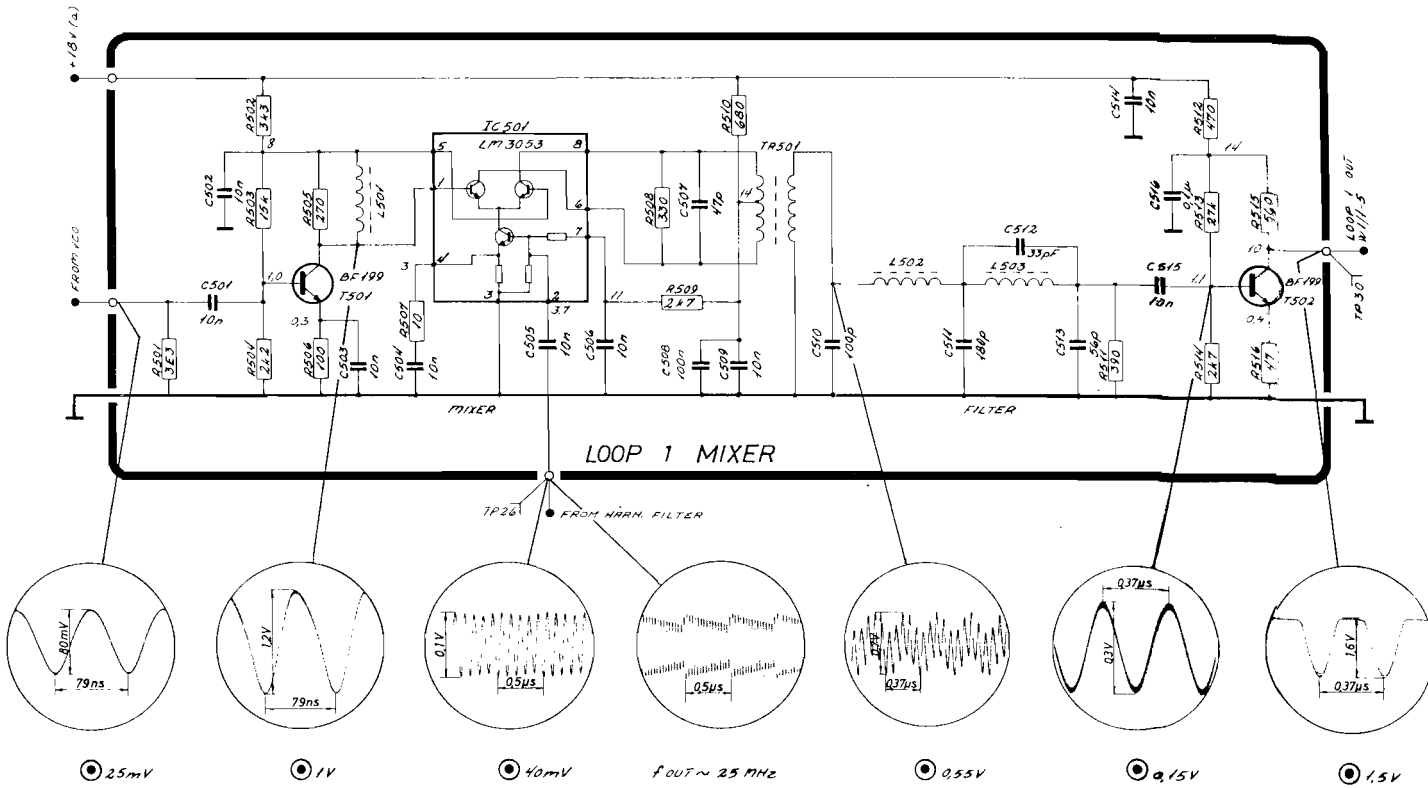 +18V (a)
R502
3k3
8
C502
10n
R503
15k
R505
270
L501
IC501
LM 3053
5
1
4
3
3
2
3.7
8
6
7
11
R510
680
R508
330
C507
47p
14
TR501
C514
10n
R512
470
14
C516
0,1µ
R513
27k
R515
560
LOOP 1 OUT
W1/1-5
TP30
FROM VCO
C501
10n
1,0
BF199
T501
0,3
R501
3E3
R504
2k2
R506
100
C503
10n
R507
10
C504
10n
C505
10n
C506
10n
R509
2k7
C508
100n
C509
10n
C510
100p
L502
C512
33pF
L503
C511
180p
C513
56p
R511
390
C515
10n
1,1
10
BF199
T502
0,4
R514
2k7
R516
47
MIXER
FILTER
LOOP 1 MIXER
TP26
FROM HARM. FILTER
80mV
79ns
1,2V
79ns
0,1V
0,5µs
0,5µs
0,7V
0,37µs
0,37µs
0,3V
1,6V
0,37µs
25mV
1V
40mV
f OUT ~ 25 MHz
0,55V
0,15V
1,5V